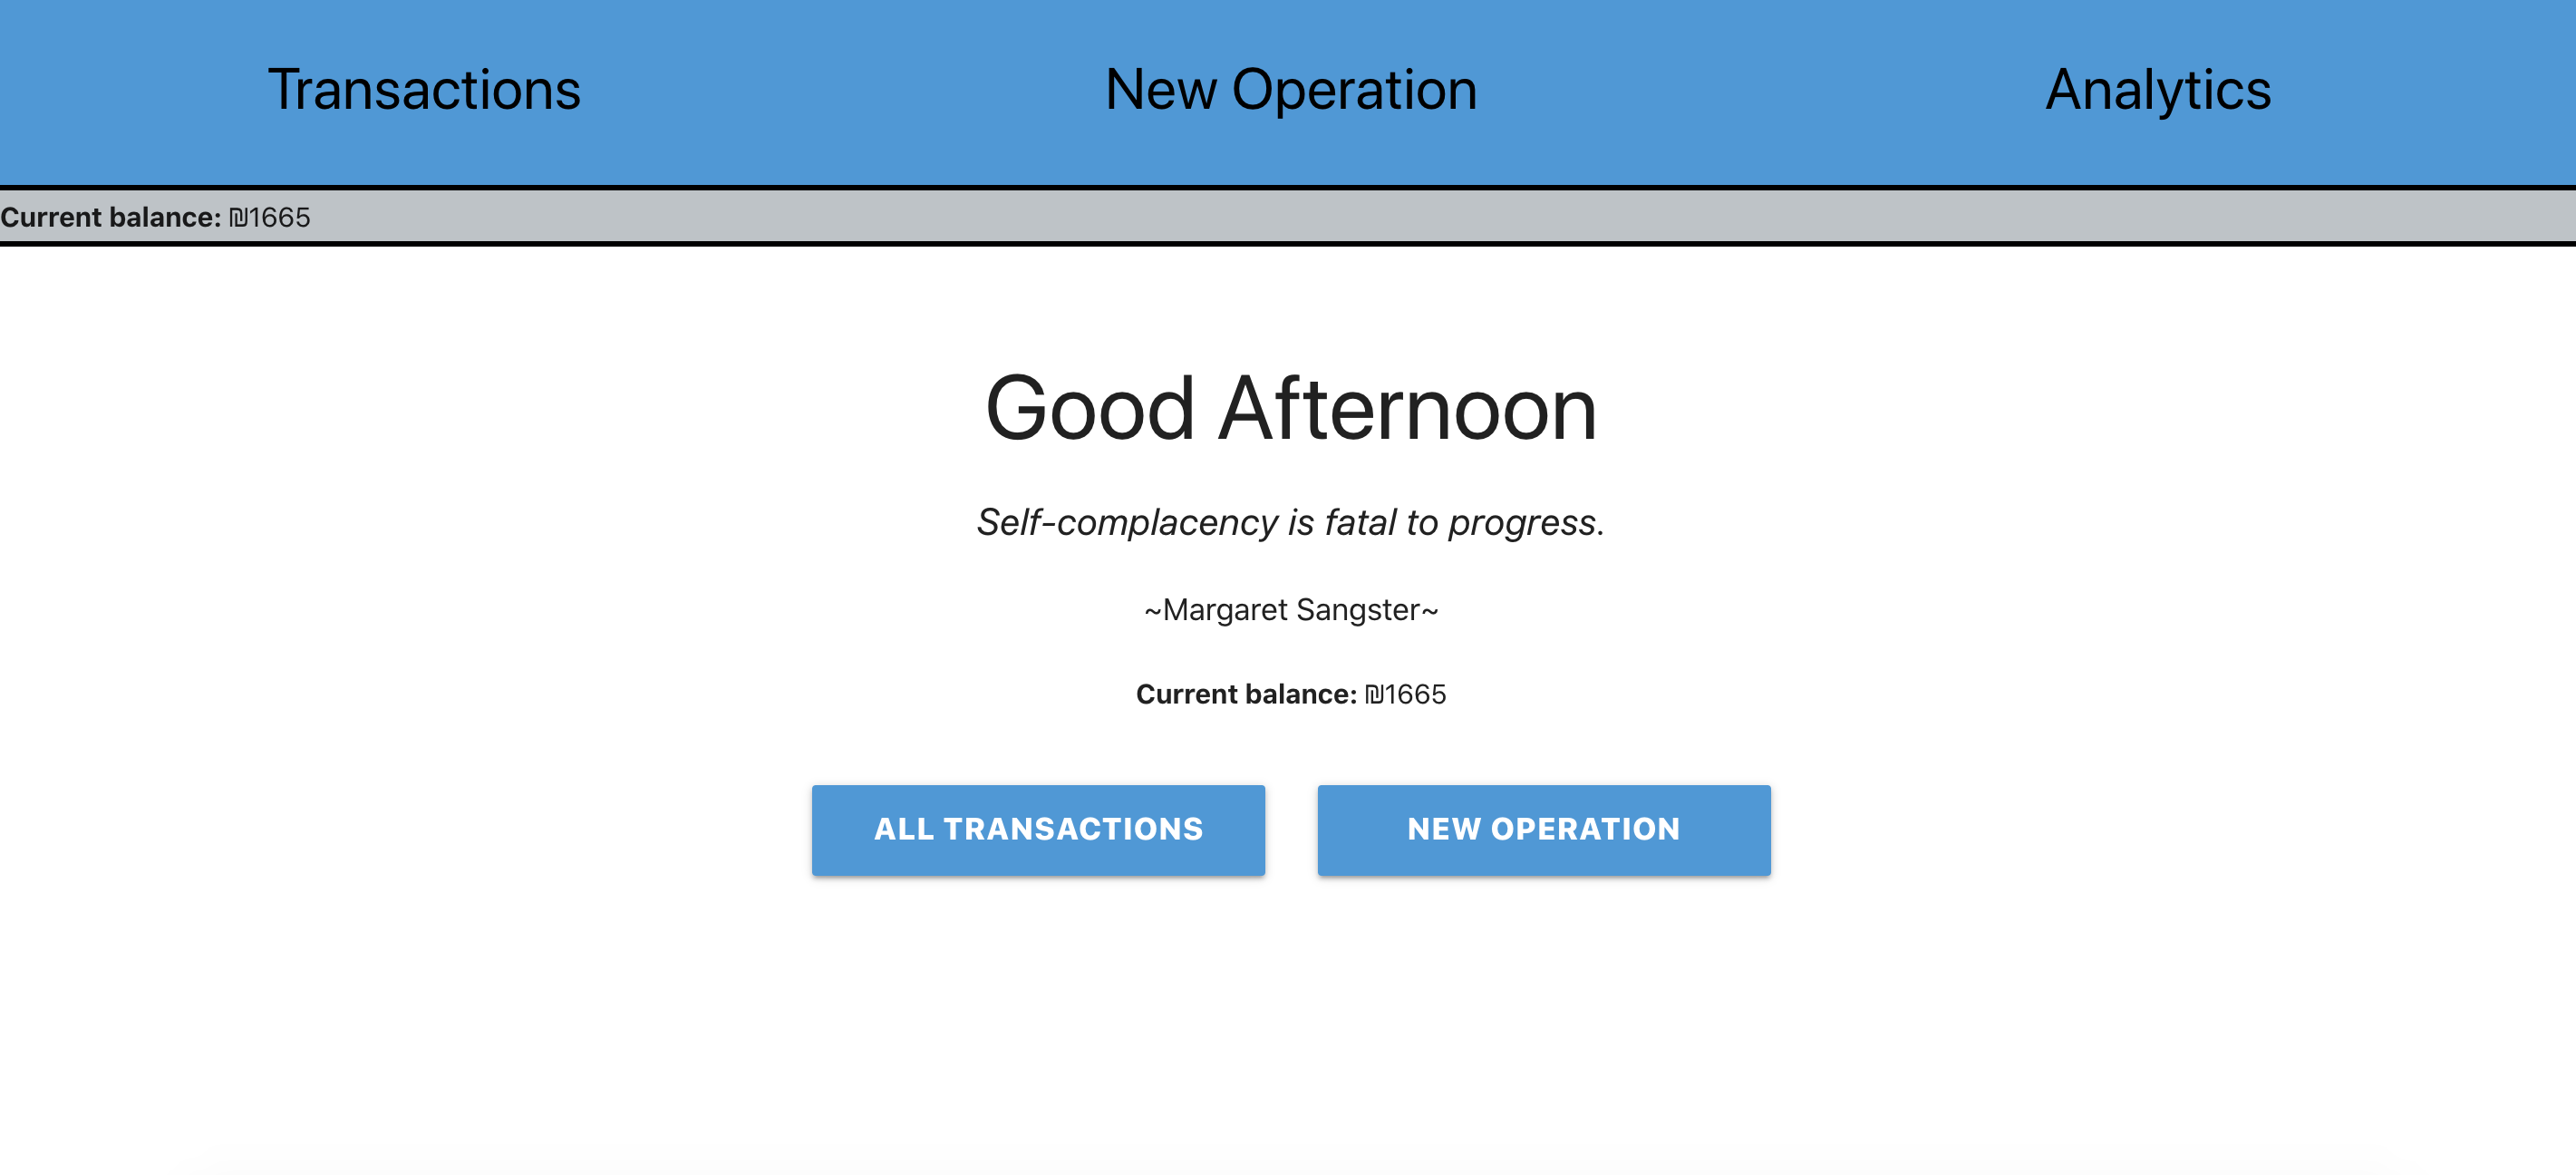 Transactions New Operation Analytics
Current balance: ₪1665
Good Afternoon
Self-complacency is fatal to progress.
~Margaret Sangster~
Current balance: ₪1665
ALL TRANSACTIONS NEW OPERATION